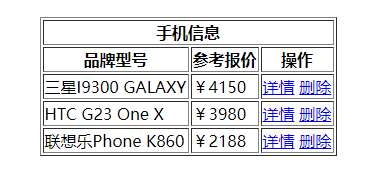 手机信息
品牌型号 参考报价 操作
三星I9300 GALAXY ￥4150 详情 删除
HTC G23 One X ￥3980 详情 删除
联想乐Phone K860 ￥2188 详情 删除